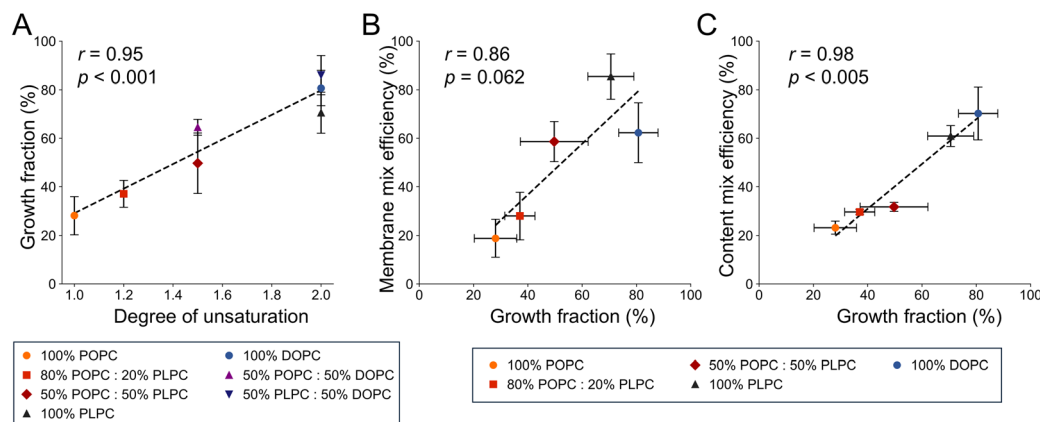 A
r = 0.95
p < 0.001
Growth fraction (%)
100
80
60
40
20
0
1.0 1.2 1.4 1.6 1.8 2.0
Degree of unsaturation
100% POPC
80% POPC : 20% PLPC
50% POPC : 50% PLPC
100% PLPC
100% DOPC
50% POPC : 50% DOPC
50% PLPC : 50% DOPC
B
r = 0.86
p = 0.062
Membrane mix efficiency (%)
100
80
60
40
20
0
0 20 40 60 80 100
Growth fraction (%)
C
r = 0.98
p < 0.005
Content mix efficiency (%)
100
80
60
40
20
0
0 20 40 60 80 100
Growth fraction (%)
100% POPC
80% POPC : 20% PLPC
50% POPC : 50% PLPC
100% PLPC
100% DOPC